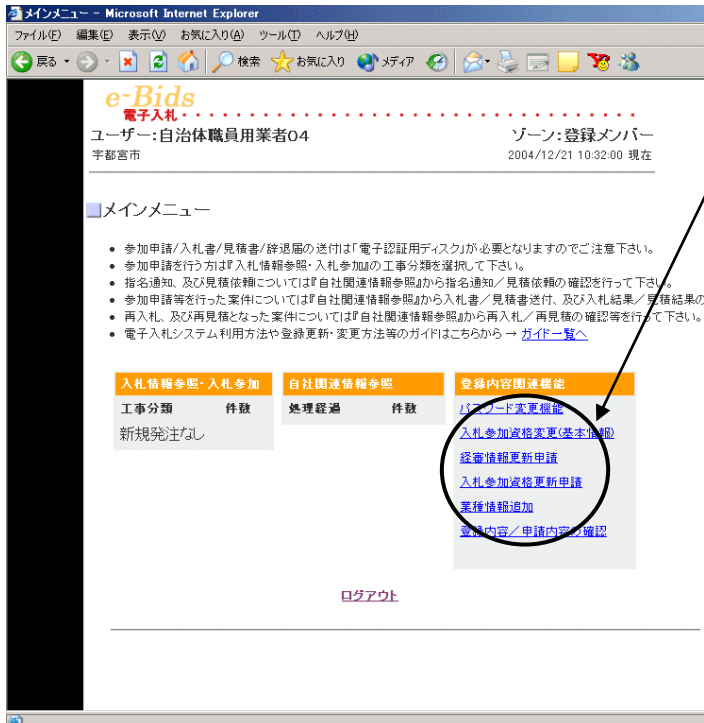 メインメニュー - Microsoft Internet Explorer
ファイル(F) 編集(E) 表示(V) お気に入り(A) ツール(T) ヘルプ(H)
戻る 検索 お気に入り メディア
e-Bids
電子入札
ユーザー:自治体職員用業者04 ゾーン:登録メンバー
宇都宮市 2004/12/21 10:32:00 現在
メインメニュー
• 参加申請/入札書/見積書/辞退届の送付は「電子認証用ディスク」が必要となりますのでご注意下さい。
• 参加申請を行う方は『入札情報参照・入札参加』の工事分類を選択して下さい。
• 指名通知、及び見積依頼については『自社関連情報参照』から指名通知／見積依頼の確認を行って下さい。
• 参加申請等を行った案件については『自社関連情報参照』から入札書／見積書送付、及び入札結果／見積結果の
• 再入札、及び再見積となった案件については『自社関連情報参照』から再入札／再見積の確認等を行って下さい。
• 電子入札システム利用方法や登録更新・変更方法等のガイドはこちらから → ガイド一覧へ
入札情報参照・入札参加 自社関連情報参照 登録内容関連機能
工事分類 件数 処理経過 件数 パスワード変更機能
新規発注なし 入札参加資格変更(基本情報)
経審情報更新申請
入札参加資格更新申請
業種情報追加
登録内容／申請内容の確認
ログアウト